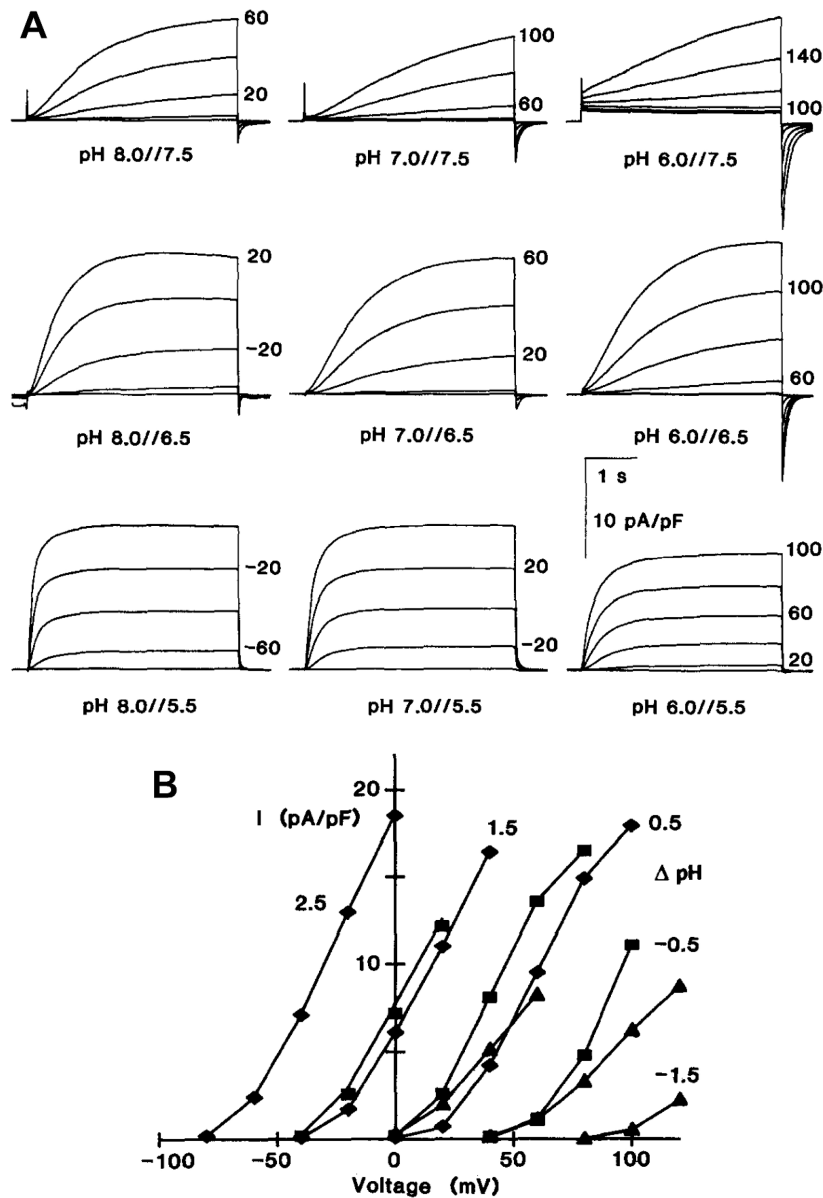 A
60
20
pH 8.0//7.5
100
60
pH 7.0//7.5
140
100
pH 6.0//7.5
20
-20
pH 8.0//6.5
60
20
pH 7.0//6.5
100
60
pH 6.0//6.5
1 s
10 pA/pF
-20
-60
pH 8.0//5.5
20
-20
pH 7.0//5.5
100
60
20
pH 6.0//5.5
B
20
I (pA/pF)
1.5
0.5
Δ pH
2.5
10
-0.5
-1.5
-100
-50
0
50
100
Voltage (mV)